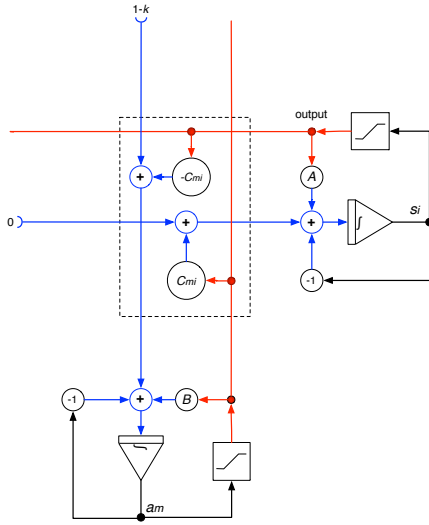 1-k
output
-Cmi
A
+
0
+
+
si
Cmi
-1
-1
+
B
am